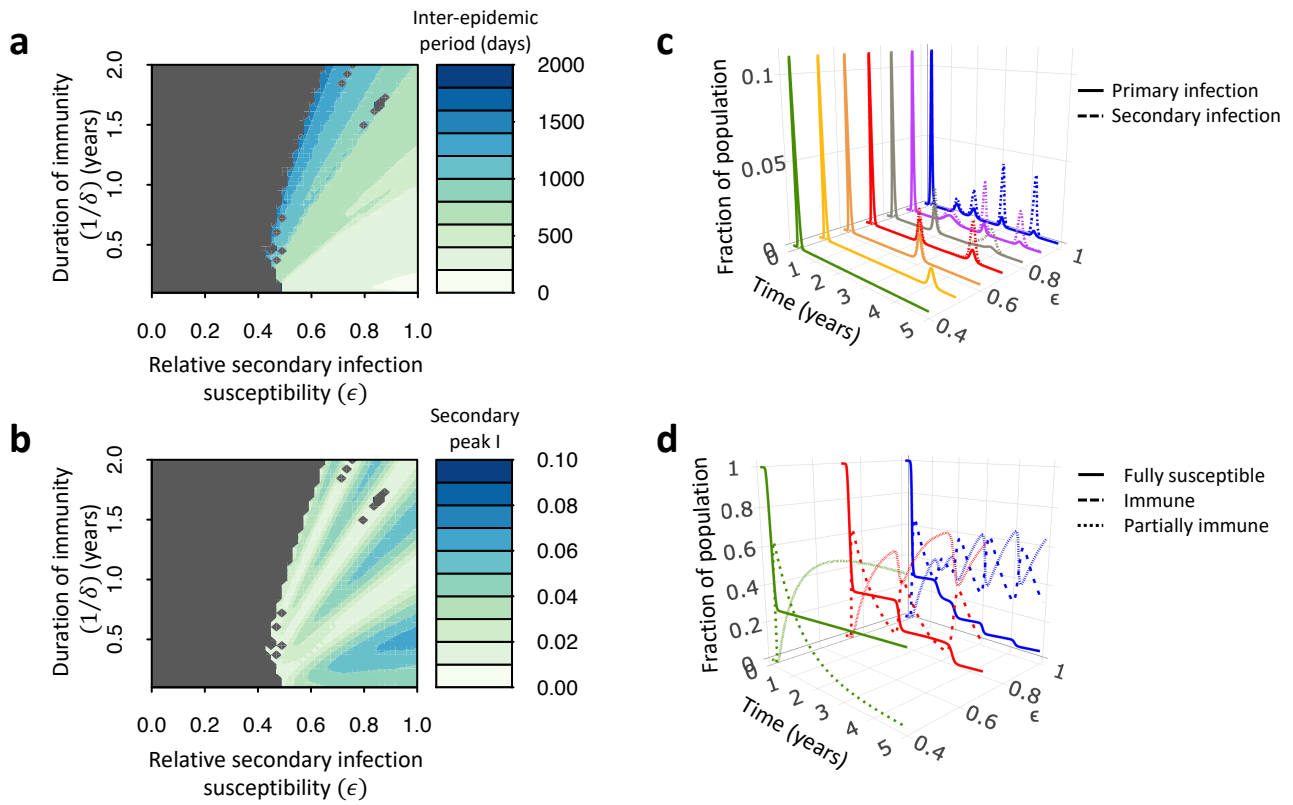 a
Inter-epidemic
period (days)
Duration of immunity
(1/δ) (years)
2.0
1.5
1.0
0.5
0.0 0.2 0.4 0.6 0.8 1.0
Relative secondary infection
susceptibility (ϵ)
2000
1500
1000
500
0
c
Fraction of population
0.1
0.05
0
0
1
2
3
4
5
Time (years)
0.4
0.6
0.8
1
ϵ
Primary infection
Secondary infection
b
Secondary
peak I
Duration of immunity
(1/δ) (years)
2.0
1.5
1.0
0.5
0.0 0.2 0.4 0.6 0.8 1.0
Relative secondary infection
susceptibility (ϵ)
0.10
0.08
0.06
0.04
0.02
0.00
d
Fraction of population
1
0.8
0.6
0.4
0.2
0
0
1
2
3
4
5
Time (years)
0.4
0.6
0.8
1
ϵ
Fully susceptible
Immune
Partially immune